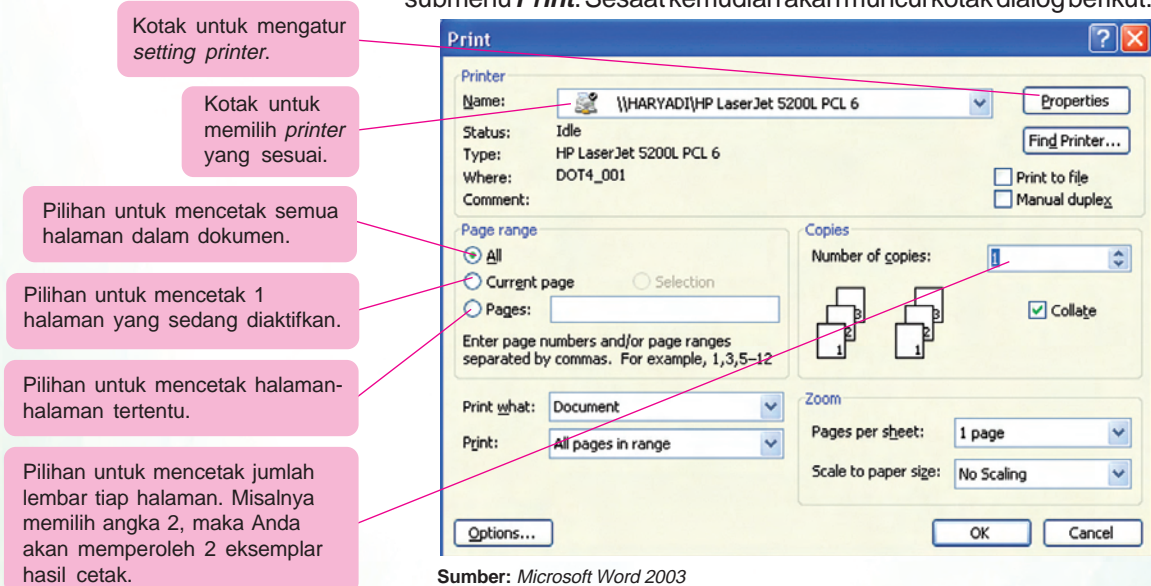 submenu Print. Sesaat kemudian akan muncul kotak dialog berikut.
Kotak untuk mengatur
setting printer.
Kotak untuk
memilih printer
yang sesuai.
Pilihan untuk mencetak semua
halaman dalam dokumen.
Pilihan untuk mencetak 1
halaman yang sedang diaktifkan.
Pilihan untuk mencetak halaman-
halaman tertentu.
Pilihan untuk mencetak jumlah
lembar tiap halaman. Misalnya
memilih angka 2, maka Anda
akan memperoleh 2 eksemplar
hasil cetak.
Print
Printer
Name: \\HARYADI\HP LaserJet 5200L PCL 6 Properties
Status: Idle Find Printer...
Type: HP LaserJet 5200L PCL 6
Where: DOT4_001 Print to file
Comment: Manual duplex
Page range
All
Current page Selection
Pages:
Enter page numbers and/or page ranges
separated by commas. For example, 1,3,5–12
Copies
Number of copies: 1
3 3
2 2
1 1
Collate
Print what: Document
Print: All pages in range
Zoom
Pages per sheet: 1 page
Scale to paper size: No Scaling
Options... OK Cancel
Sumber: Microsoft Word 2003